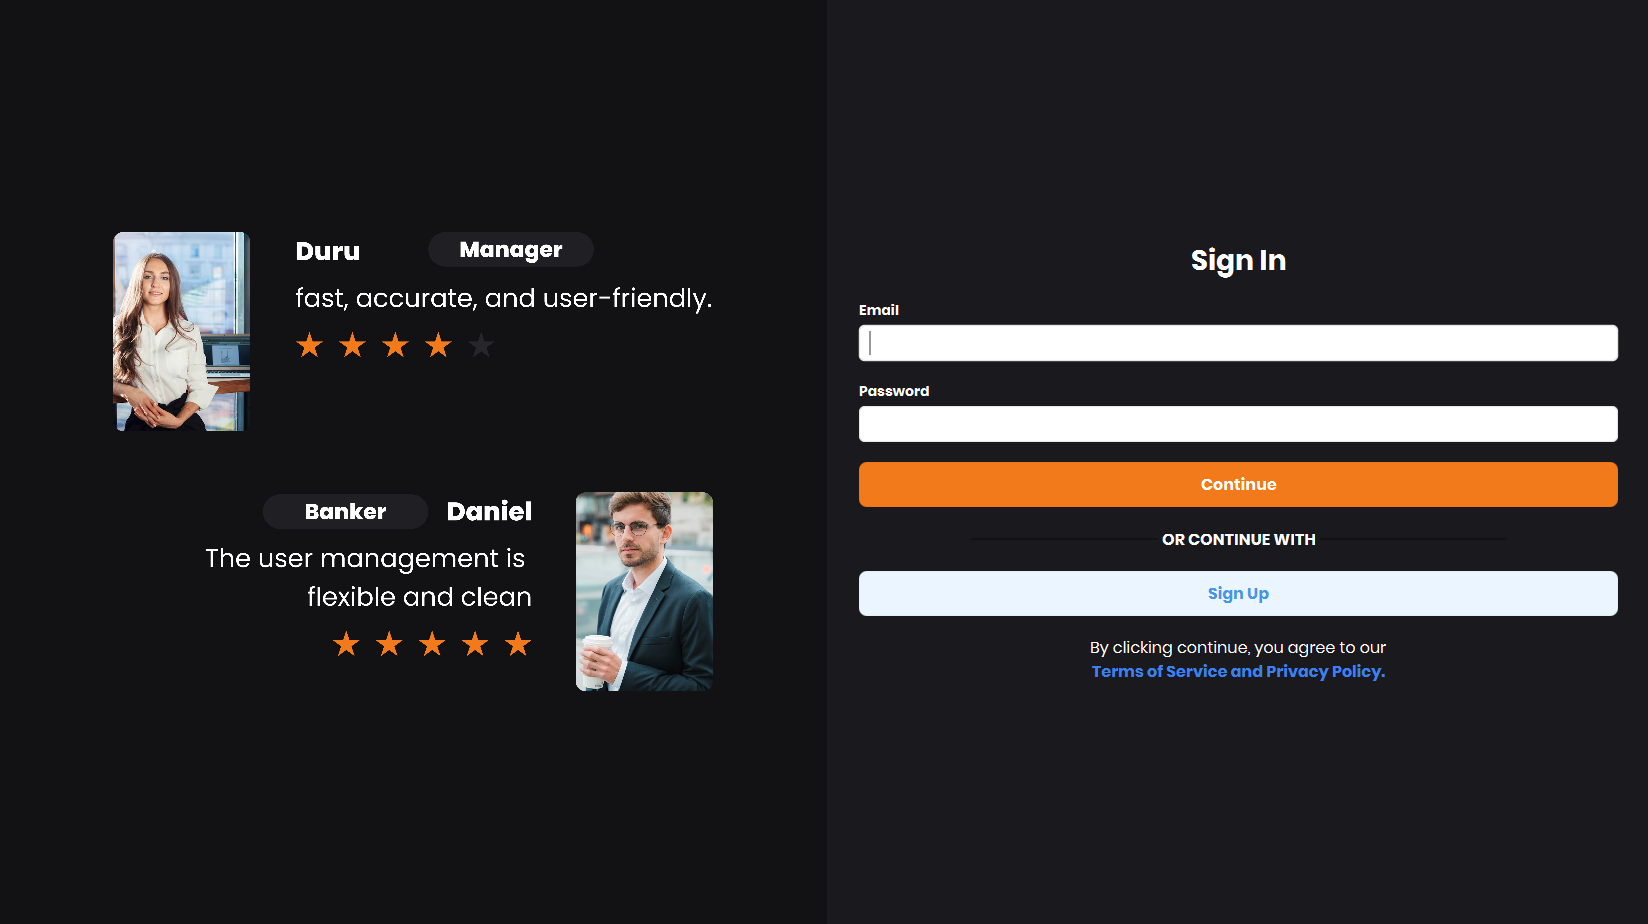 Duru
Manager
fast, accurate, and user-friendly.
Banker
Daniel
The user management is
flexible and clean
Sign In
Email
Password
Continue
OR CONTINUE WITH
Sign Up
By clicking continue, you agree to our
Terms of Service and Privacy Policy.